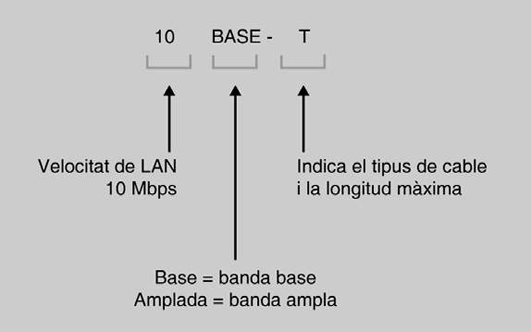 10 BASE - T
Velocitat de LAN
10 Mbps
Indica el tipus de cable
i la longitud màxima
Base = banda base
Amplada = banda ampla